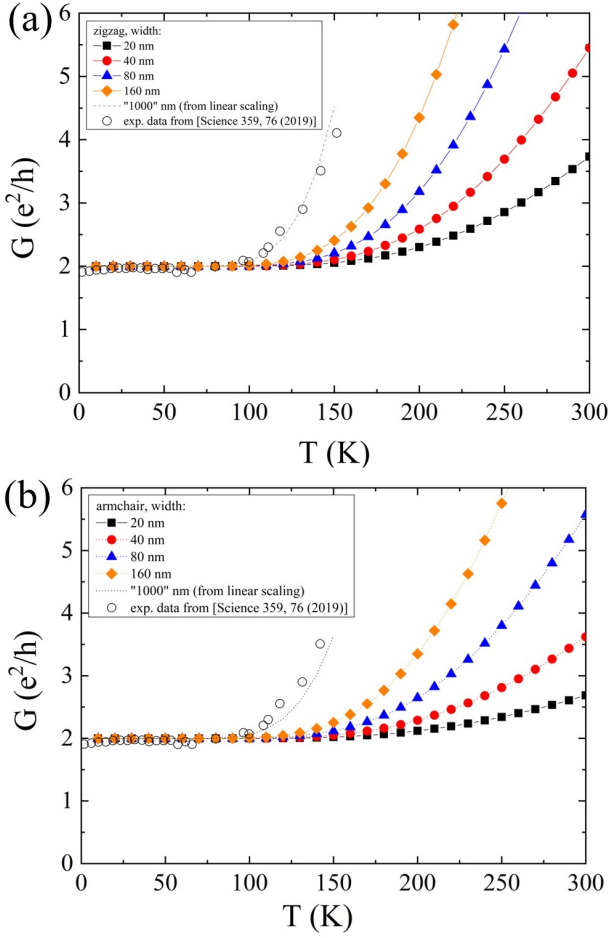 (a)
6
5
4
3
2
1
0
G (e²/h)
zigzag, width:
20 nm
40 nm
80 nm
160 nm
"1000" nm (from linear scaling)
exp. data from [Science 359, 76 (2019)]
0 50 100 150 200 250 300
T (K)
(b)
6
5
4
3
2
1
0
G (e²/h)
armchair, width:
20 nm
40 nm
80 nm
160 nm
"1000" nm (from linear scaling)
exp. data from [Science 359, 76 (2019)]
0 50 100 150 200 250 300
T (K)